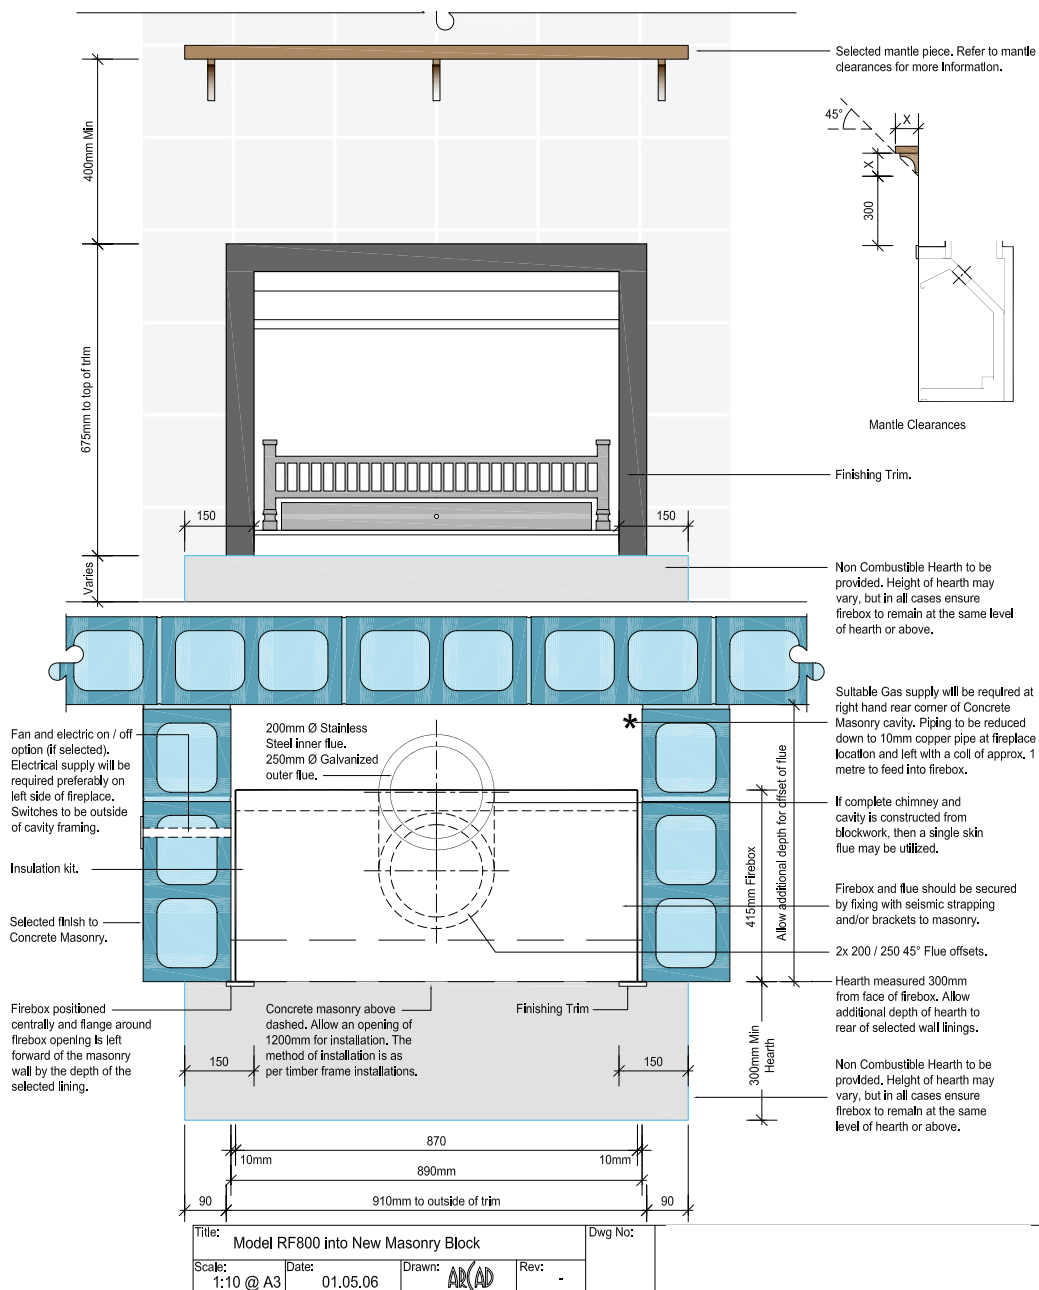 Selected mantle piece. Refer to mantle
clearances for more Information.
45°
X
X
300
400mm Min
Mantle Clearances
675mm to top of trim
Finishing Trim.
150
150
Varies
Non Combustible Hearth to be
provided. Height of hearth may
vary, but in all cases ensure
firebox to remain at the same level
of hearth or above.
Suitable Gas supply will be required at
right hand rear corner of Concrete
Masonry cavity. Piping to be reduced
down to 10mm copper pipe at fireplace
location and left with a coil of approx. 1
metre to feed into firebox.
*
Fan and electric on / off
option (if selected).
Electrical supply will be
required preferably on
left side of fireplace.
Switches to be outside
of cavity framing.
200mm Ø Stainless
Steel inner flue.
250mm Ø Galvanized
outer flue.
If complete chimney and
cavity is constructed from
blockwork, then a single skin
flue may be utilized.
Insulation kit.
415mm Firebox
Allow additional depth for offset of flue
Firebox and flue should be secured
by fixing with seismic strapping
and/or brackets to masonry.
Selected finish to
Concrete Masonry.
2x 200 / 250 45° Flue offsets.
Hearth measured 300mm
from face of firebox. Allow
additional depth of hearth to
rear of selected wall linings.
Firebox positioned
centrally and flange around
firebox opening is left
forward of the masonry
wall by the depth of the
selected lining.
Concrete masonry above
dashed. Allow an opening of
1200mm for installation. The
method of installation is as
per timber frame installations.
Finishing Trim
150
150
300mm Min
Hearth
Non Combustible Hearth to be
provided. Height of hearth may
vary, but in all cases ensure
firebox to remain at the same
level of hearth or above.
870
10mm
10mm
890mm
90
910mm to outside of trim
90
Title:
Model RF800 into New Masonry Block
Dwg No:
Scale:
1:10 @ A3
Date:
01.05.06
Drawn:
ARCAD
Rev:
-